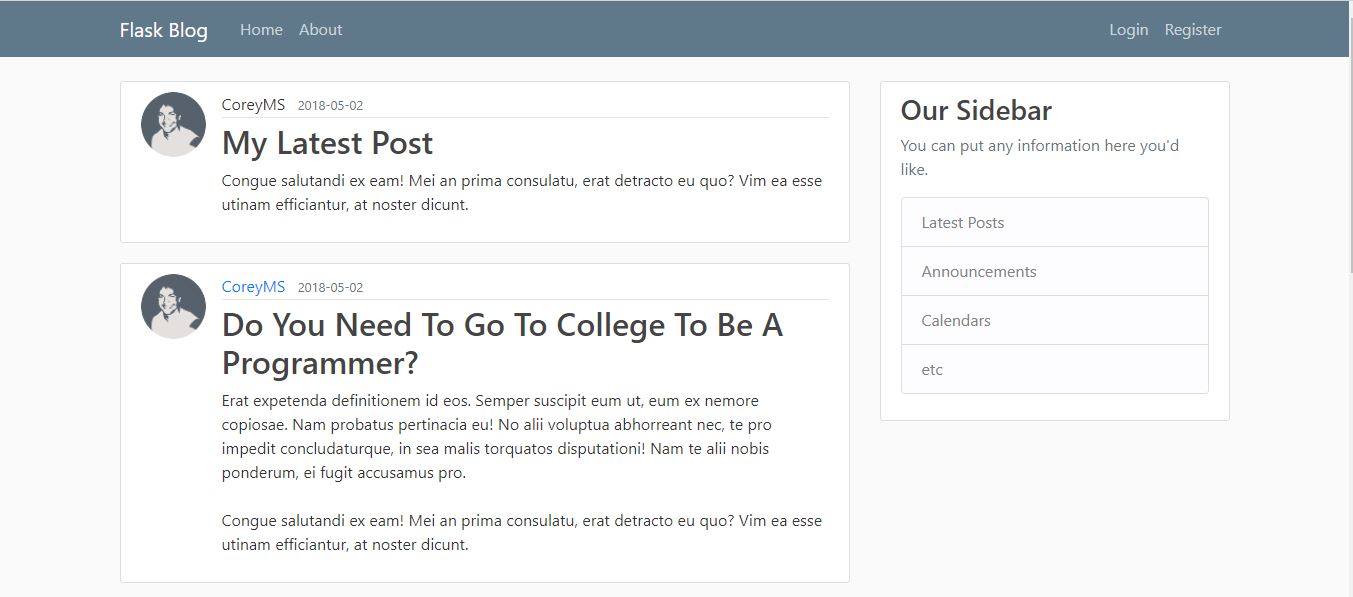 Flask Blog Home About Login Register
CoreyMS 2018-05-02
My Latest Post
Congue salutandi ex eam! Mei an prima consulatu, erat detracto eu quo? Vim ea esse
utinam efficiantur, at noster dicunt.
CoreyMS 2018-05-02
Do You Need To Go To College To Be A
Programmer?
Erat expetenda definitionem id eos. Semper suscipit eum ut, eum ex nemore
copiosae. Nam probatus pertinacia eu! No alii voluptua abhorreant nec, te pro
impedit concludaturque, in sea malis torquatos disputationi! Nam te alii nobis
ponderum, ei fugit accusamus pro.
Congue salutandi ex eam! Mei an prima consulatu, erat detracto eu quo? Vim ea esse
utinam efficiantur, at noster dicunt.
Our Sidebar
You can put any information here you'd
like.
Latest Posts
Announcements
Calendars
etc